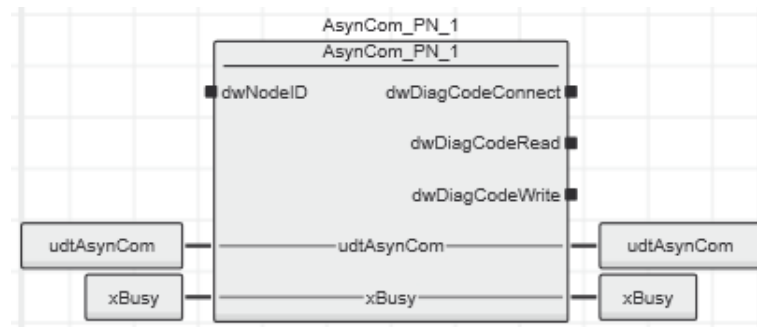 AsynCom_PN_1
AsynCom_PN_1
dwNodeID dwDiagCodeConnect
dwDiagCodeRead
dwDiagCodeWrite
udtAsynCom udtAsynCom udtAsynCom
xBusy xBusy xBusy